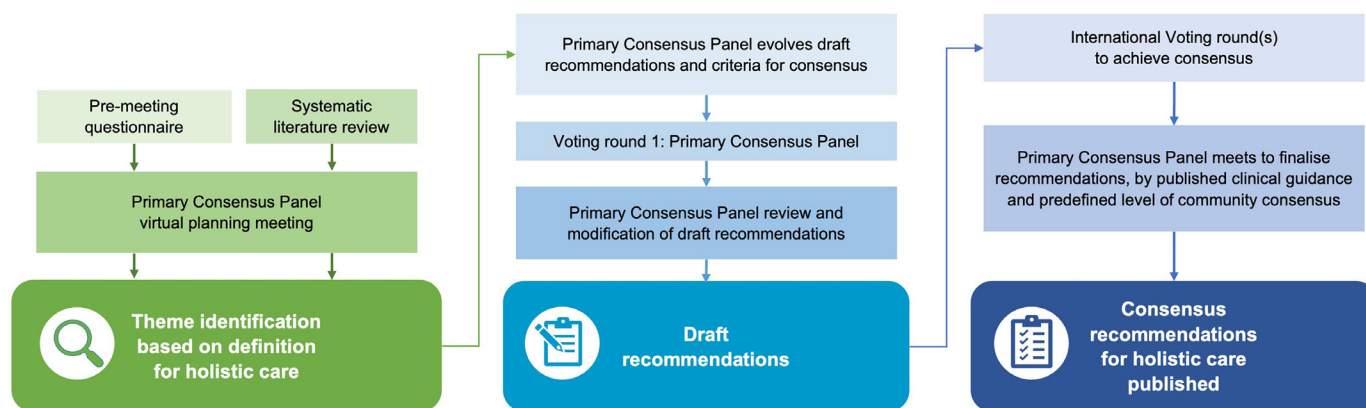 Pre-meeting
questionnaire
Systematic
literature review
Primary Consensus Panel
virtual planning meeting
Theme identification
based on definition
for holistic care
Primary Consensus Panel evolves draft
recommendations and criteria for consensus
Voting round 1: Primary Consensus Panel
Primary Consensus Panel review and
modification of draft recommendations
Draft
recommendations
International Voting round(s)
to achieve consensus
Primary Consensus Panel meets to finalise
recommendations, by published clinical guidance
and predefined level of community consensus
Consensus
recommendations
for holistic care
published